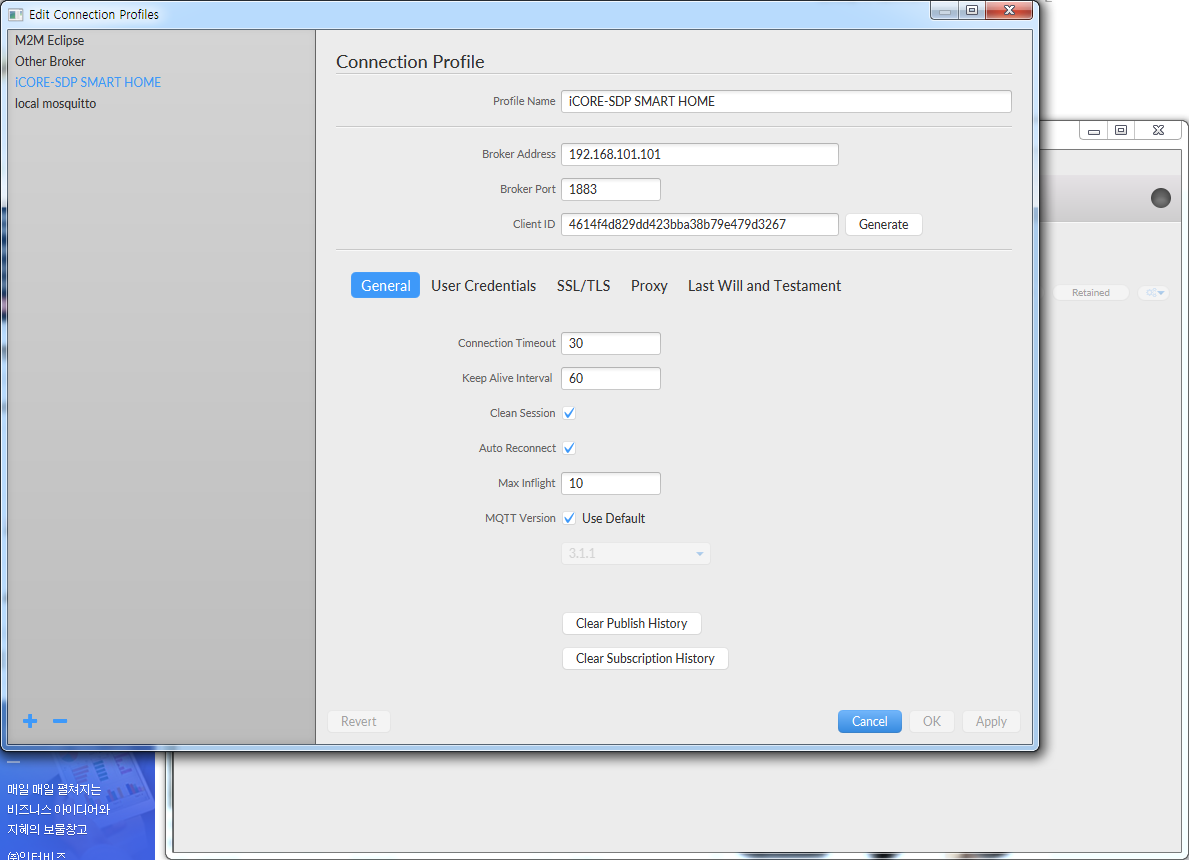 Edit Connection Profiles
M2M Eclipse
Other Broker
iCORE-SDP SMART HOME
local mosquitto
Connection Profile
Profile Name iCORE-SDP SMART HOME
Broker Address 192.168.101.101
Broker Port 1883
Client ID 4614f4d829dd423bba38b79e479d3267 Generate
General User Credentials SSL/TLS Proxy Last Will and Testament
Connection Timeout 30
Keep Alive Interval 60
Clean Session
Auto Reconnect
Max Inflight 10
MQTT Version Use Default
3.1.1
Clear Publish History
Clear Subscription History
Revert Cancel OK Apply
Retained
매일 매일 펼쳐지는
비즈니스 아이디어와
지혜의 보물창고
㈜인터비즈